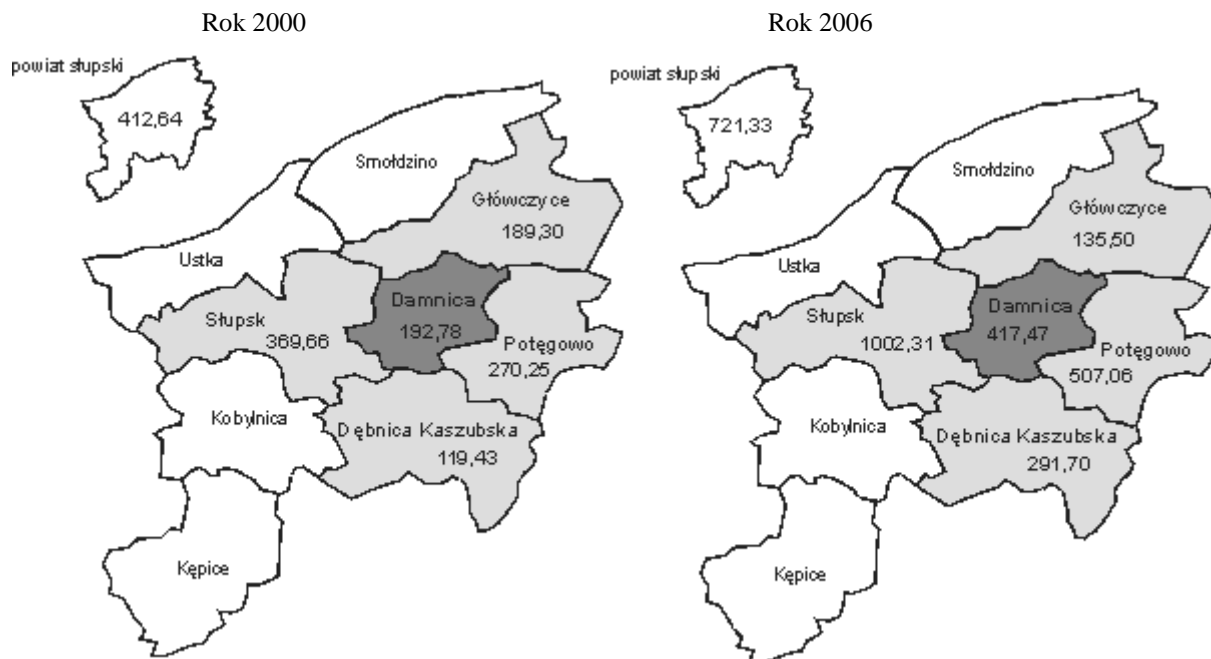 Rok 2000
powiat słupski
412,64
Smołdzino
Główczyce
189,30
Ustka
Damnica
192,78
Słupsk
369,66
Potęgowo
270,25
Kobylnica
Dębnica Kaszubska
119,43
Kępice
Rok 2006
powiat słupski
721,33
Smołdzino
Główczyce
135,50
Ustka
Damnica
417,47
Słupsk
1002,31
Potęgowo
507,06
Kobylnica
Dębnica Kaszubska
291,70
Kępice